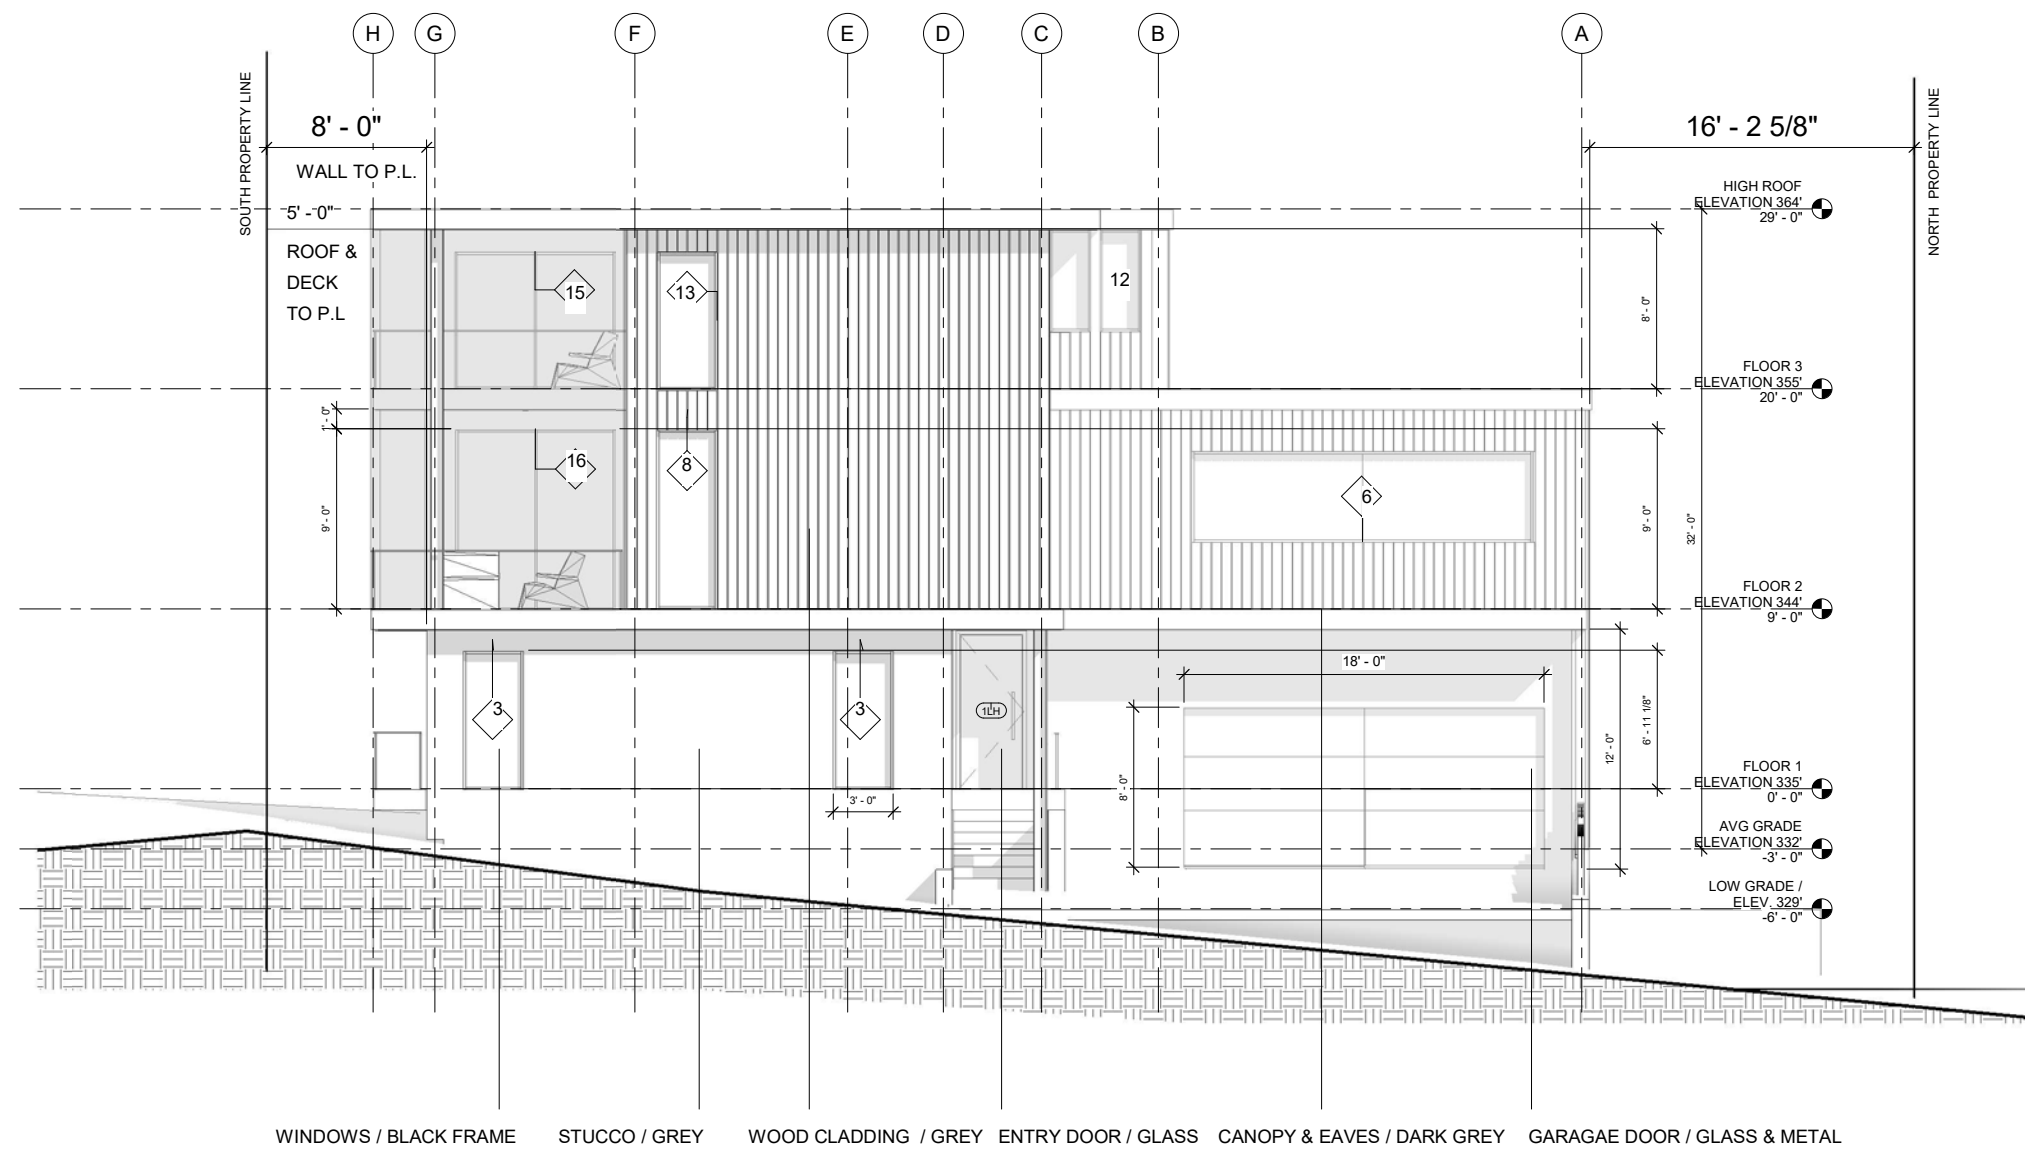 H G F E D C B A
SOUTH PROPERTY LINE
NORTH PROPERTY LINE
8' - 0"
16' - 2 5/8"
WALL TO P.L.
5' - 0"
ROOF &
DECK
TO P.L
HIGH ROOF
ELEVATION 364'
29' - 0"
15
13
12
8' - 0"
FLOOR 3
ELEVATION 355'
20' - 0"
1' - 0"
9' - 0"
16
8
6
9' - 0"
32' - 0"
FLOOR 2
ELEVATION 344'
9' - 0"
3
3
1LH
18' - 0"
8' - 0"
12' - 0"
6' - 11 1/8"
3' - 0"
FLOOR 1
ELEVATION 335'
0' - 0"
AVG GRADE
ELEVATION 332'
-3' - 0"
LOW GRADE /
ELEV. 329'
-6' - 0"
WINDOWS / BLACK FRAME
STUCCO / GREY
WOOD CLADDING / GREY
ENTRY DOOR / GLASS
CANOPY & EAVES / DARK GREY
GARAGAE DOOR / GLASS & METAL